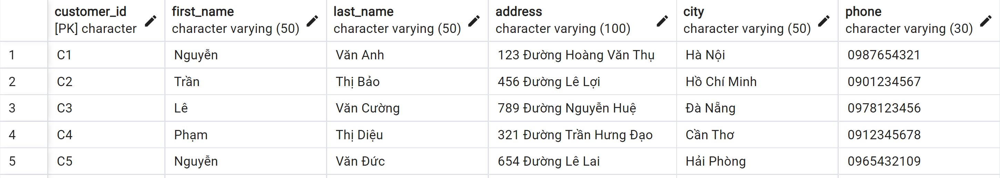 customer_id first_name last_name address city phone
[PK] character character varying (50) character varying (50) character varying (100) character varying (50) character varying (30)
1 C1 Nguyễn Văn Anh 123 Đường Hoàng Văn Thụ Hà Nội 0987654321
2 C2 Trần Thị Bảo 456 Đường Lê Lợi Hồ Chí Minh 0901234567
3 C3 Lê Văn Cường 789 Đường Nguyễn Huệ Đà Nẵng 0978123456
4 C4 Phạm Thị Diệu 321 Đường Trần Hưng Đạo Cần Thơ 0912345678
5 C5 Nguyễn Văn Đức 654 Đường Lê Lai Hải Phòng 0965432109